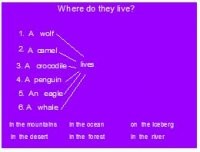 Where do they live?
1. A wolf
2. A camel
3. A crocodile
lives
4. A penguin
5. An eagle
6. A whale
In the mountains In the ocean on the Iceberg
In the desert In the forest In the river